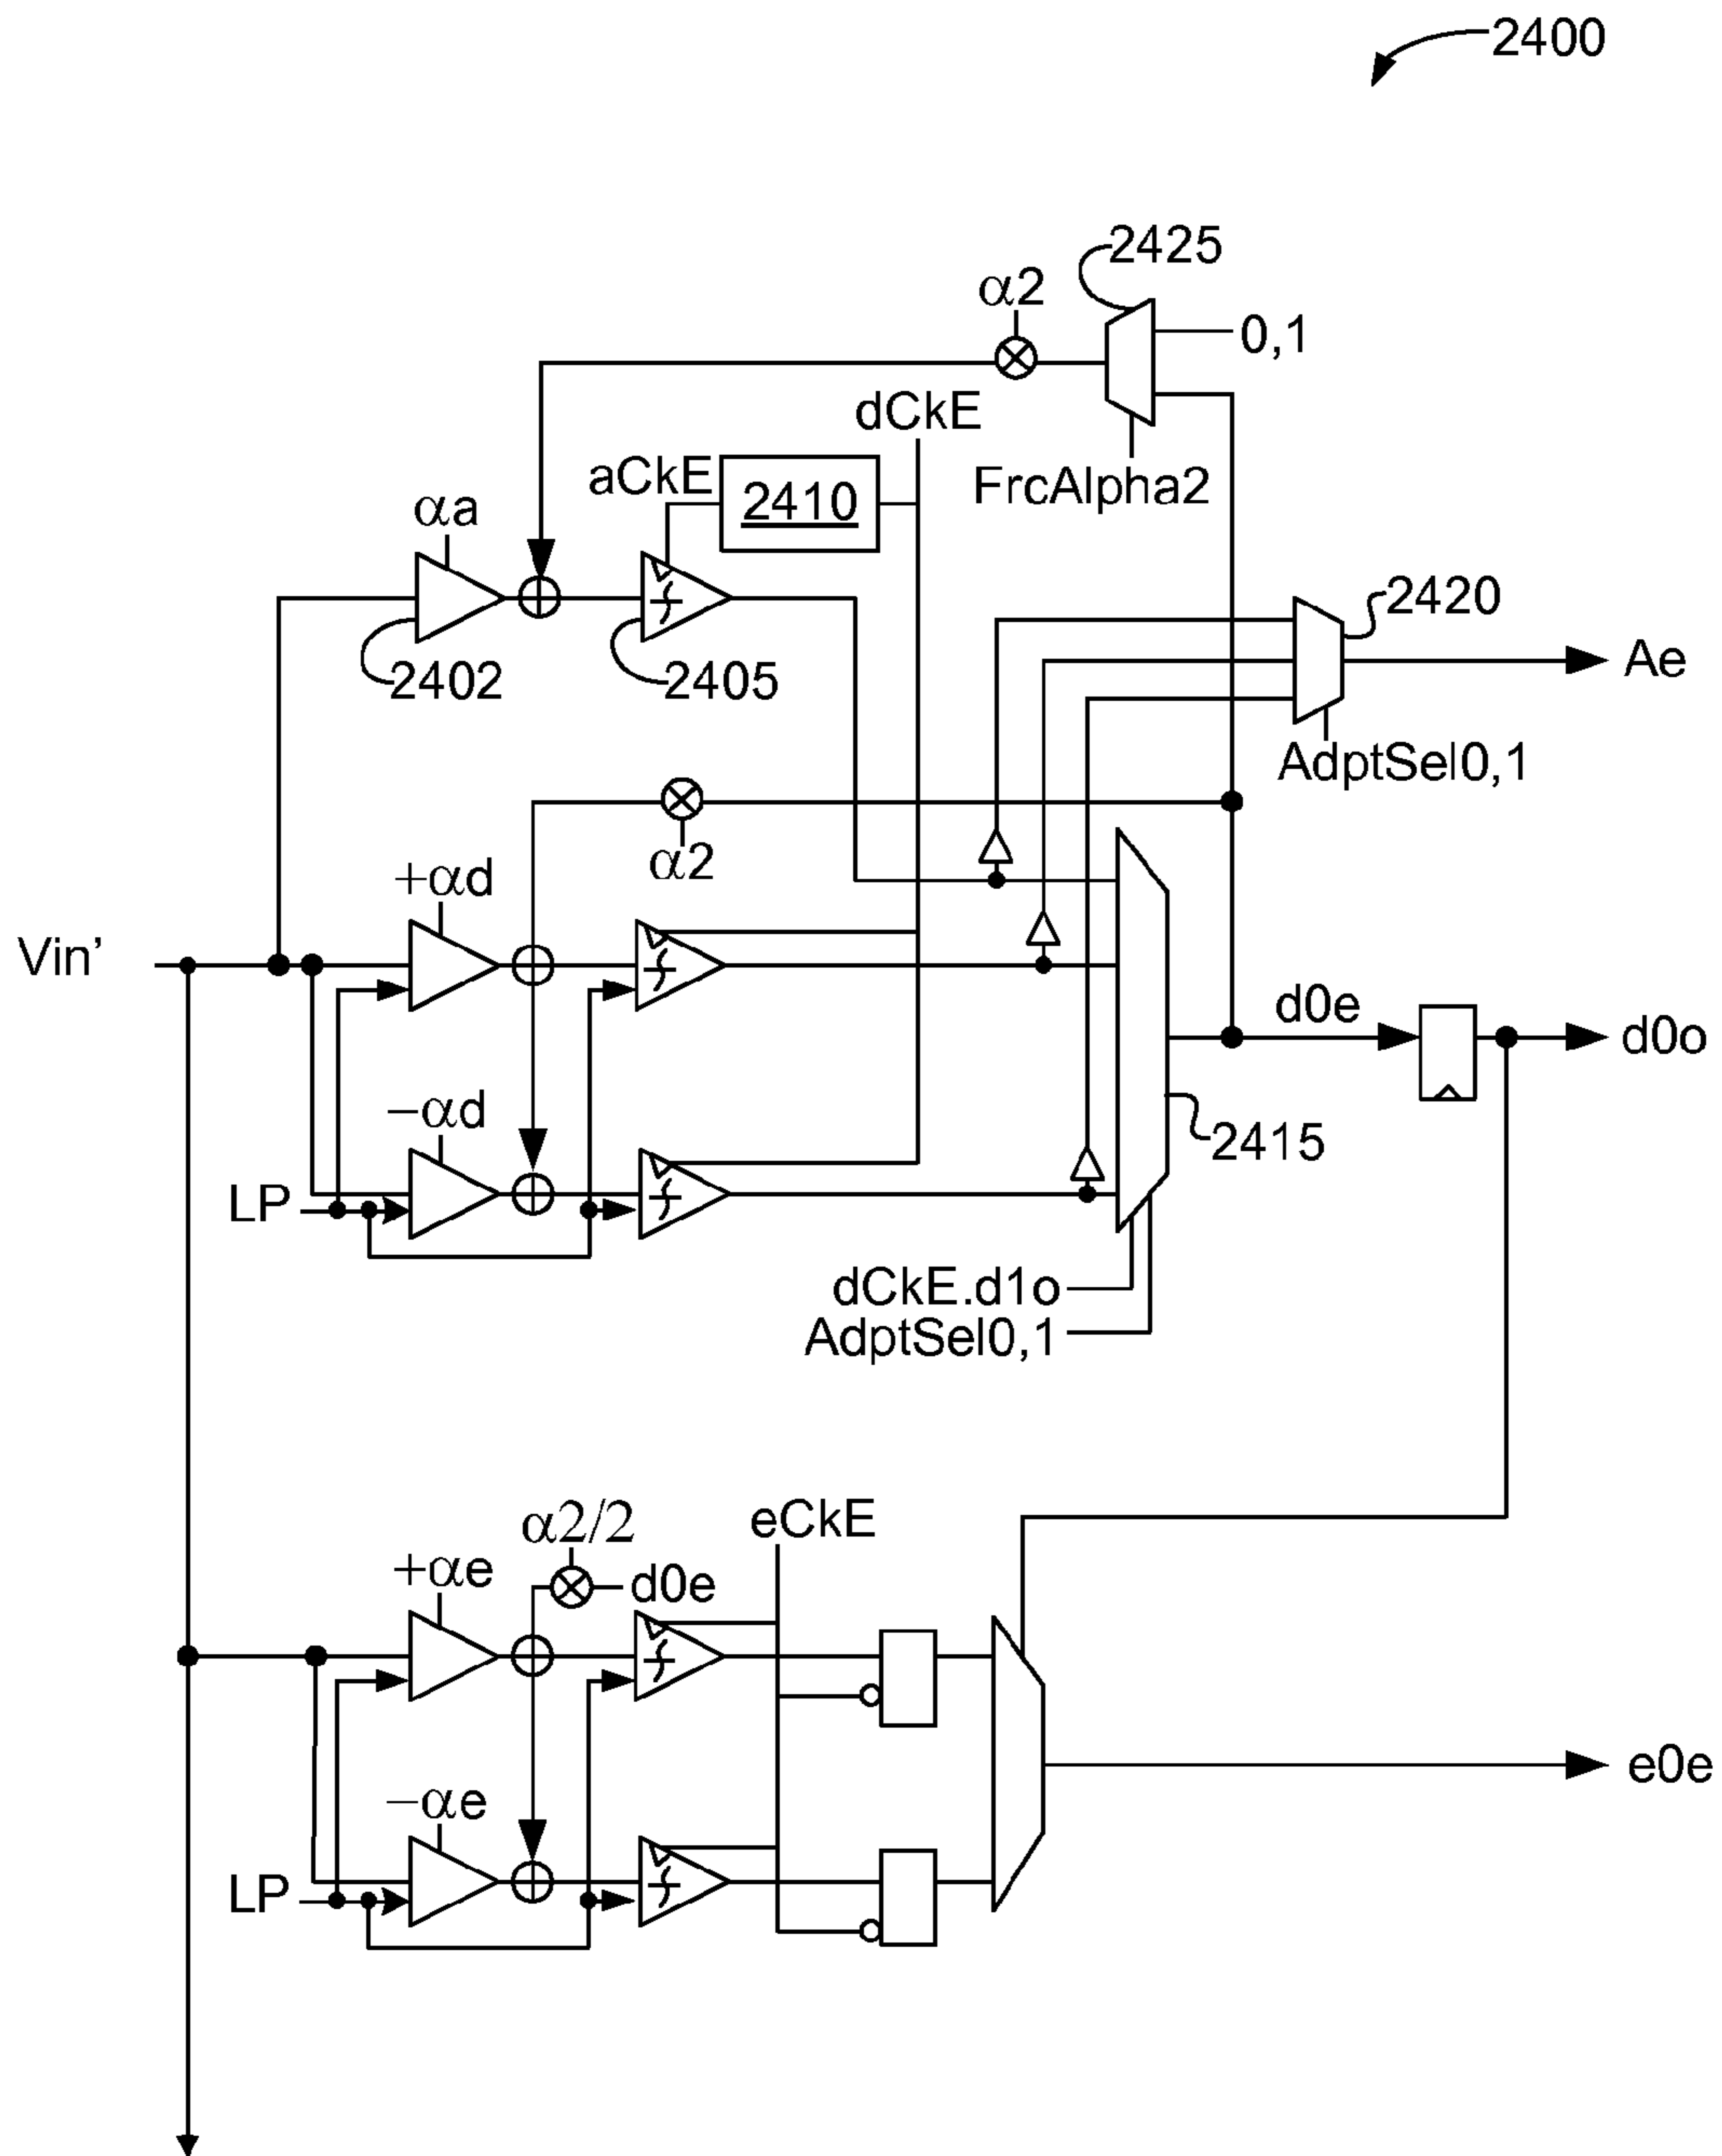 2400
2425
α2
0,1
dCkE
FrcAlpha2
aCkE
2410
αa
2402
2405
2420
Ae
AdptSel0,1
α2
+αd
Vin’
d0e
d0o
−αd
2415
LP
dCkE.d1o
AdptSel0,1
α2/2
eCkE
+αe
d0e
e0e
−αe
LP